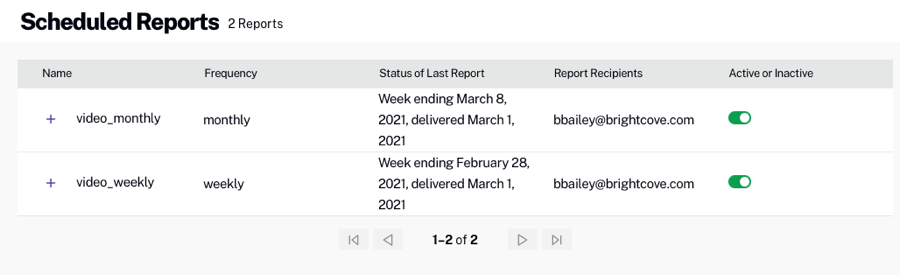 Scheduled Reports 2 Reports
Name Frequency Status of Last Report Report Recipients Active or Inactive
Week ending March 8,
+ video_monthly monthly 2021, delivered March 1, bbailey@brightcove.com
2021
Week ending February 28,
+ video_weekly weekly 2021, delivered March 1, bbailey@brightcove.com
2021
1–2 of 2